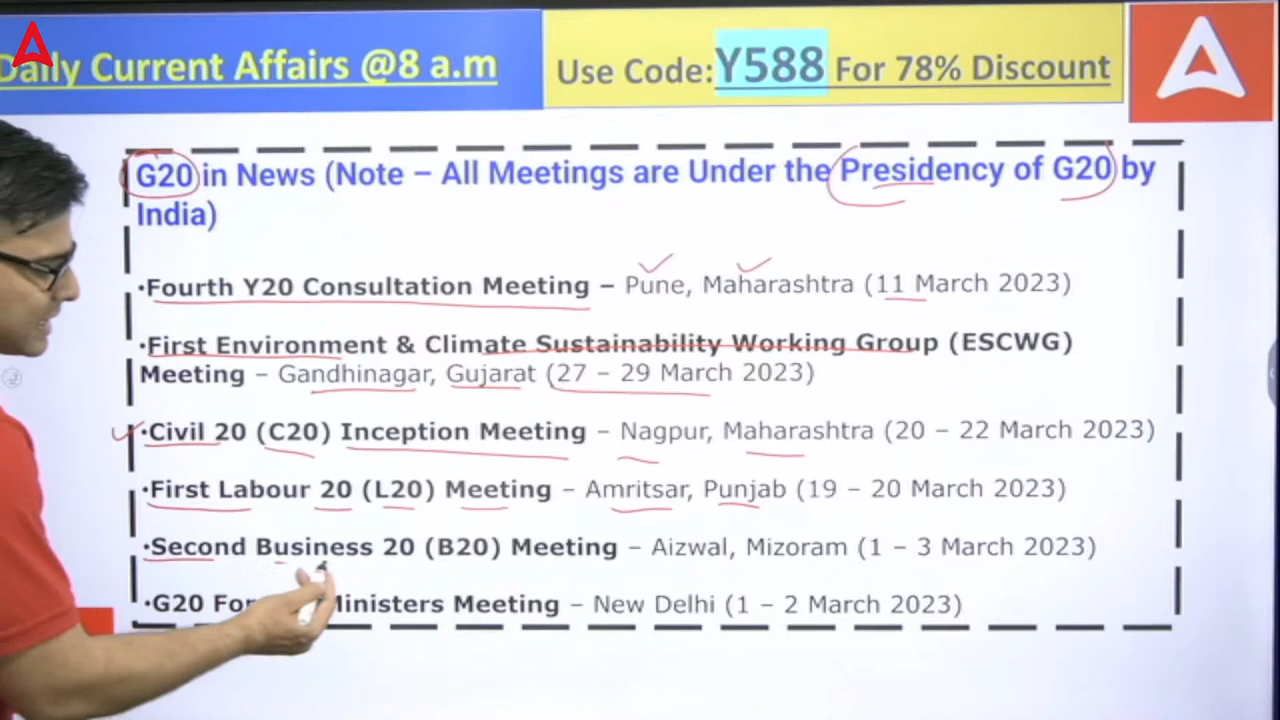 Daily Current Affairs @8 a.m
Use Code:Y588 For 78% Discount
G20 in News (Note – All Meetings are Under the Presidency of G20 by
India)
·Fourth Y20 Consultation Meeting – Pune, Maharashtra (11 March 2023)
·First Environment & Climate Sustainability Working Group (ESCWG)
Meeting – Gandhinagar, Gujarat (27 – 29 March 2023)
·Civil 20 (C20) Inception Meeting – Nagpur, Maharashtra (20 – 22 March 2023)
·First Labour 20 (L20) Meeting – Amritsar, Punjab (19 – 20 March 2023)
·Second Business 20 (B20) Meeting – Aizwal, Mizoram (1 – 3 March 2023)
·G20 Ministers Meeting – New Delhi (1 – 2 March 2023)